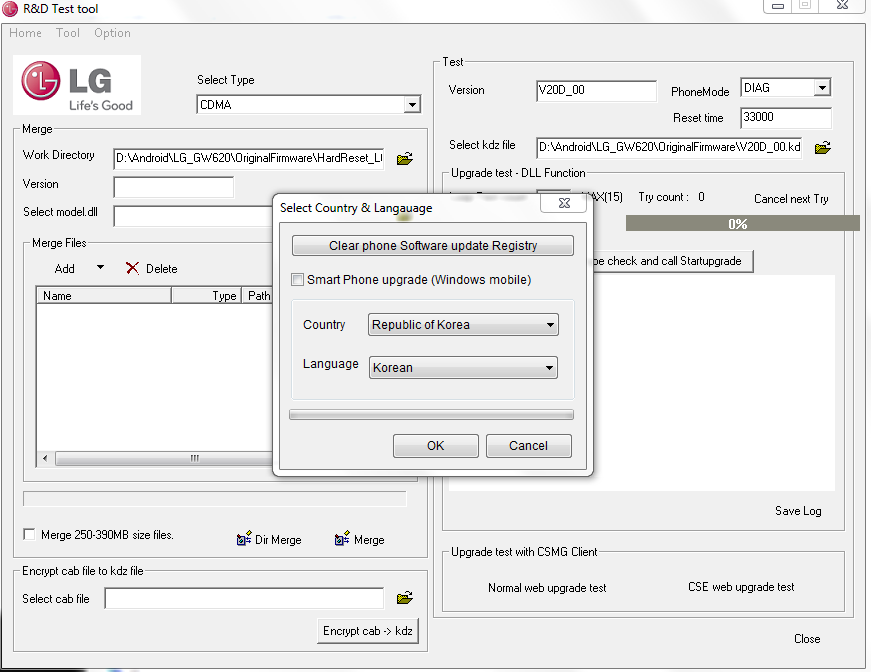 R&D Test tool
Home Tool Option
LG
Life's Good
Select Type
CDMA
Merge
Work Directory
D:\Android\LG_GW620\OriginalFirmware\HardReset_L
Version
Select model.dll
Merge Files
Add
Delete
Name Type Path
Merge 250-390MB size files.
Dir Merge
Merge
Encrypt cab file to kdz file
Select cab file
Encrypt cab -> kdz
Test
Version
V20D_00
PhoneMode
DIAG
Reset time
33000
Select kdz file
D:\Android\LG_GW620\OriginalFirmware\V20D_00.kd
Upgrade test - DLL Function
AX(15)
Try count : 0
Cancel next Try
0%
pe check and call Startupgrade
Save Log
Upgrade test with CSMG Client
Normal web upgrade test
CSE web upgrade test
Close
Select Country & Langauage
Clear phone Software update Registry
Smart Phone upgrade (Windows mobile)
Country
Republic of Korea
Language
Korean
OK
Cancel